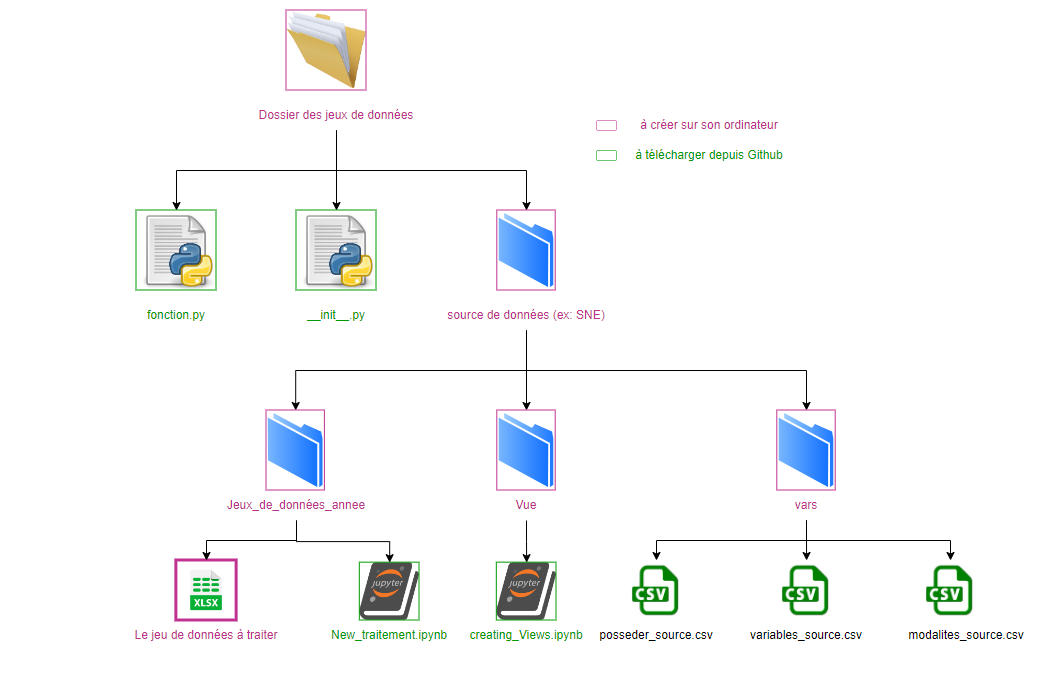 Dossier des jeux de données
à créer sur son ordinateur
à télécharger depuis Github
fonction.py
__init__.py
source de données (ex: SNE)
Jeux_de_données_annee
Vue
vars
XLSX
jupyter
jupyter
CSV
CSV
CSV
Le jeu de données à traiter
New_traitement.ipynb
creating_Views.ipynb
posseder_source.csv
variables_source.csv
modalites_source.csv